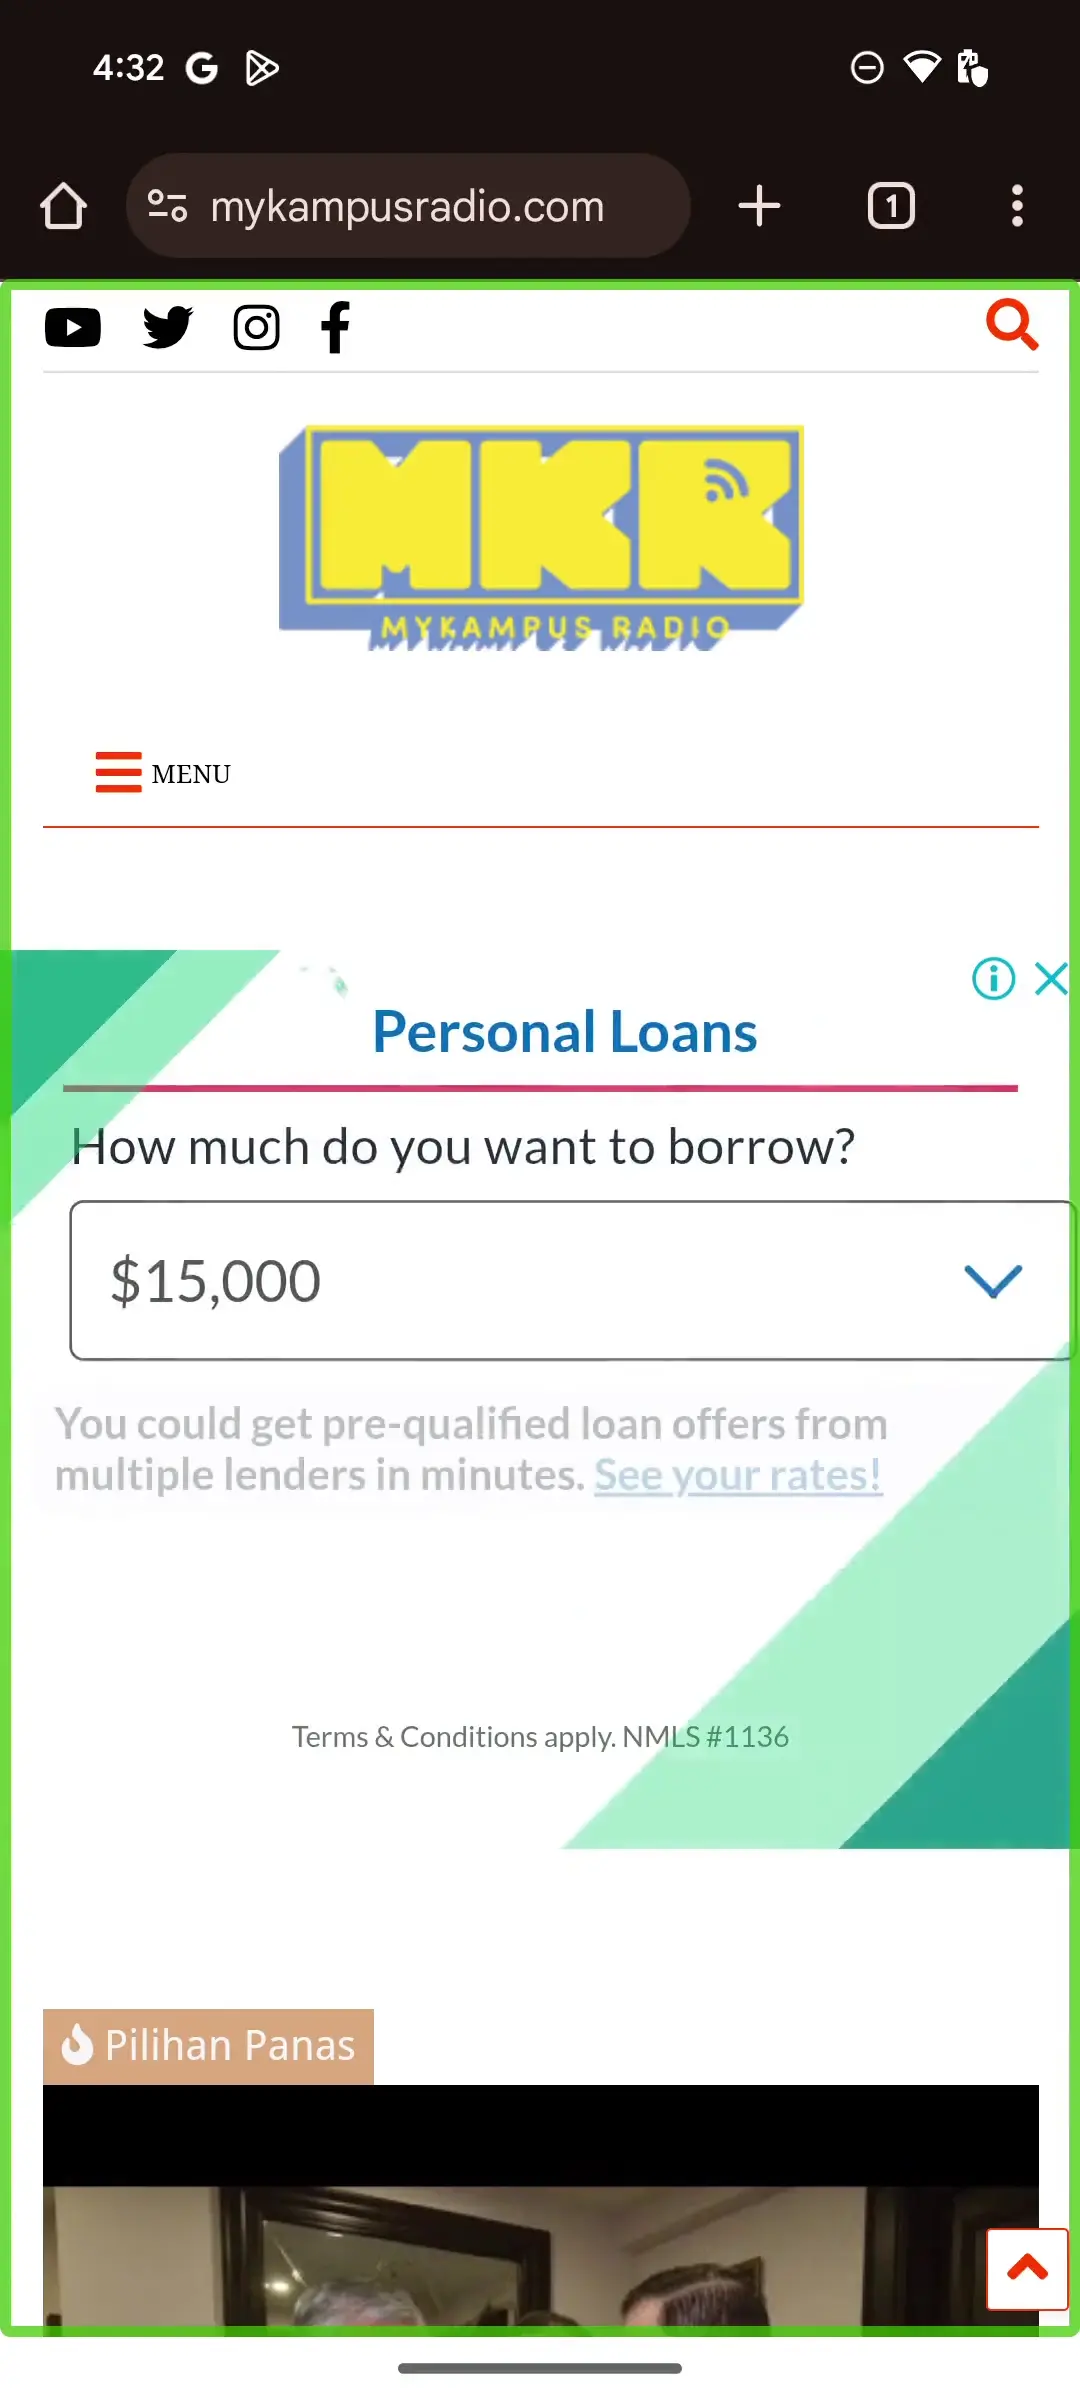 4:32
mykampusradio.com
1
MKR
MYKAMPUS RADIO
MENU
Personal Loans
How much do you want to borrow?
$15,000
You could get pre-qualified loan offers from
multiple lenders in minutes. See your rates!
Terms & Conditions apply. NMLS #1136
Pilihan Panas